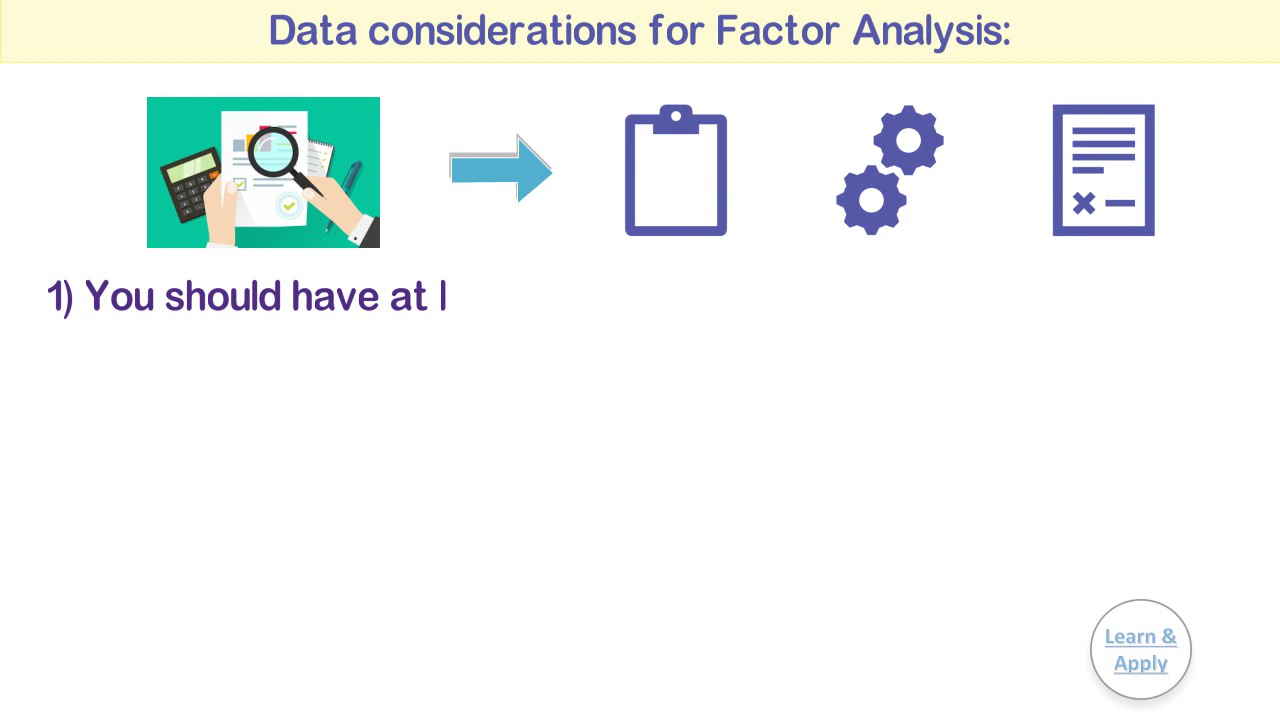 Data considerations for Factor Analysis:
1) You should have at l
Learn &
Apply